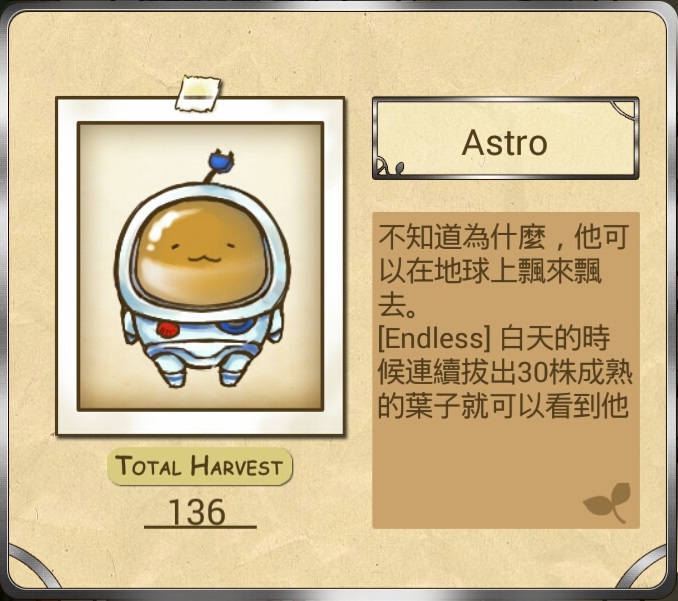 Astro
不知道為什麼，他可
以在地球上飄來飄
去。
[Endless] 白天的時
候連續拔出30株成熟
的葉子就可以看到他
TOTAL HARVEST
136